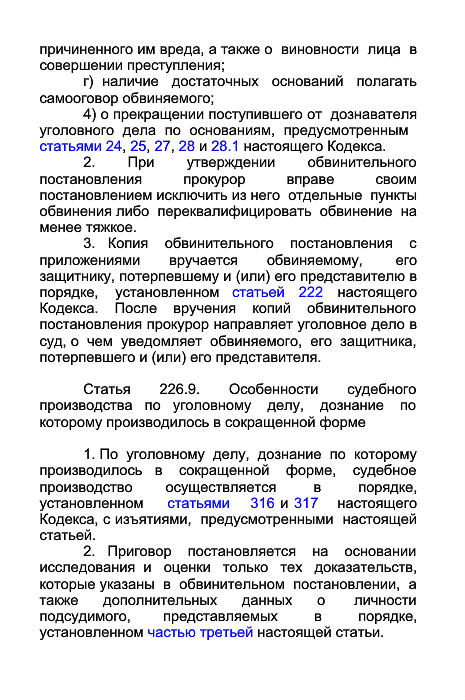 причиненного им вреда, а также о виновности лица в
совершении преступления;
г) наличие достаточных оснований полагать
самооговор обвиняемого;
4) о прекращении поступившего от дознавателя
уголовного дела по основаниям, предусмотренным
статьями 24, 25, 27, 28 и 28.1 настоящего Кодекса.
2. При утверждении обвинительного
постановления прокурор вправе своим
постановлением исключить из него отдельные пункты
обвинения либо переквалифицировать обвинение на
менее тяжкое.
3. Копия обвинительного постановления с
приложениями вручается обвиняемому, его
защитнику, потерпевшему и (или) его представителю в
порядке, установленном статьей 222 настоящего
Кодекса. После вручения копий обвинительного
постановления прокурор направляет уголовное дело в
суд, о чем уведомляет обвиняемого, его защитника,
потерпевшего и (или) его представителя.
Статья 226.9. Особенности судебного
производства по уголовному делу, дознание по
которому производилось в сокращенной форме
1. По уголовному делу, дознание по которому
производилось в сокращенной форме, судебное
производство осуществляется в порядке,
установленном статьями 316 и 317 настоящего
Кодекса, с изъятиями, предусмотренными настоящей
статьей.
2. Приговор постановляется на основании
исследования и оценки только тех доказательств,
которые указаны в обвинительном постановлении, а
также дополнительных данных о личности
подсудимого, представляемых в порядке,
установленном частью третьей настоящей статьи.